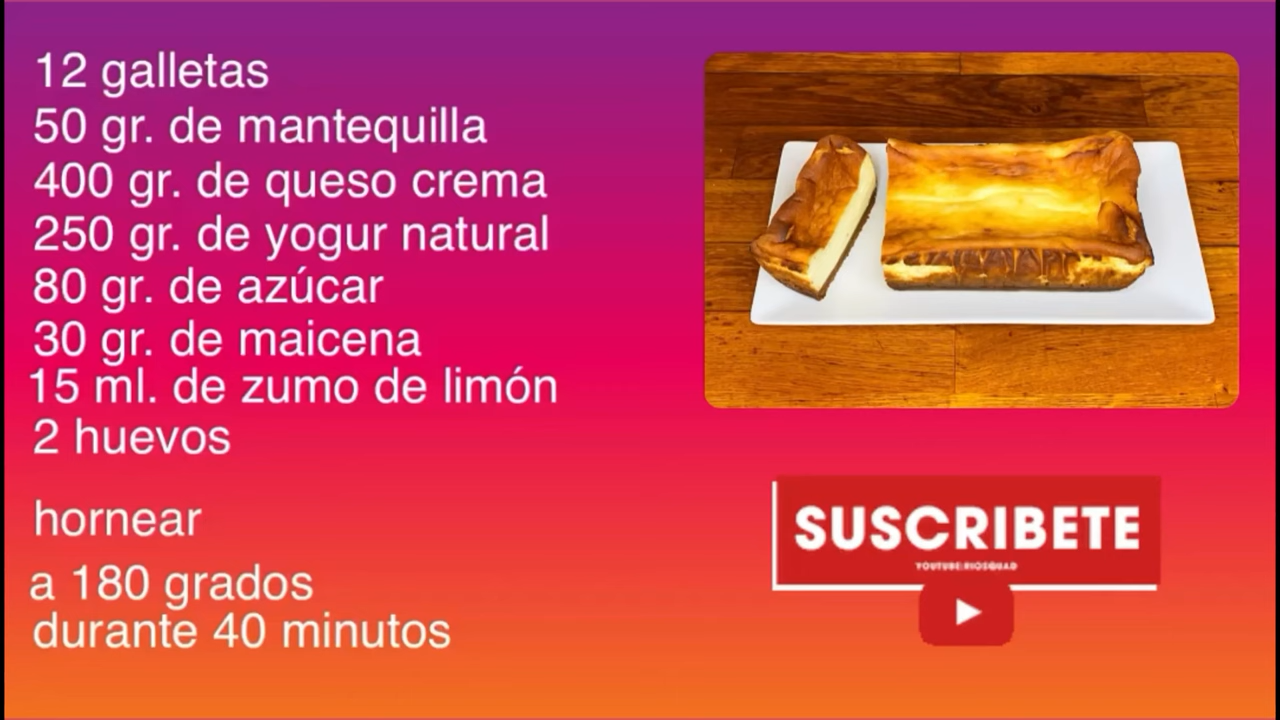 12 galletas
50 gr. de mantequilla
400 gr. de queso crema
250 gr. de yogur natural
80 gr. de azúcar
30 gr. de maicena
15 ml. de zumo de limón
2 huevos
hornear
a 180 grados
durante 40 minutos
SUSCRIBETE
YOUTUBE:RIOSQUAD